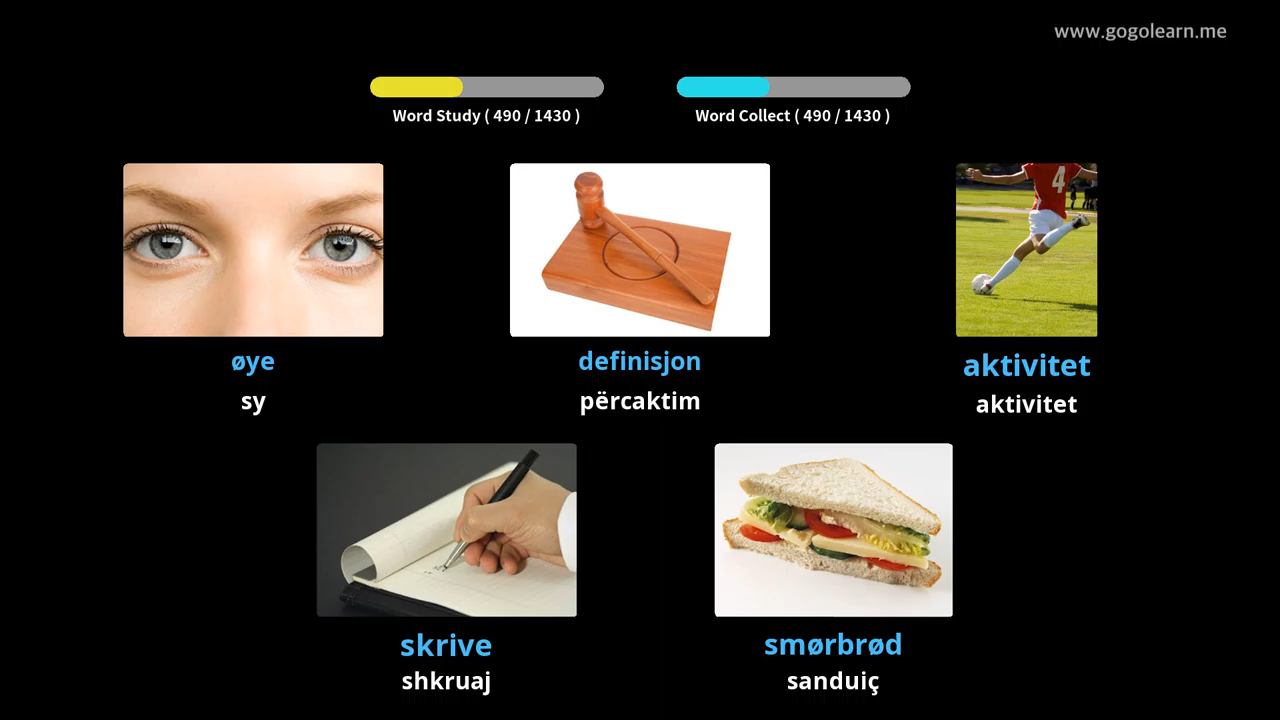 www.gogolearn.me
Word Study ( 490 / 1430 )
Word Collect ( 490 / 1430 )
4
øye
sy
definisjon
përcaktim
aktivitet
aktivitet
skrive
shkruaj
smørbrød
sanduiç